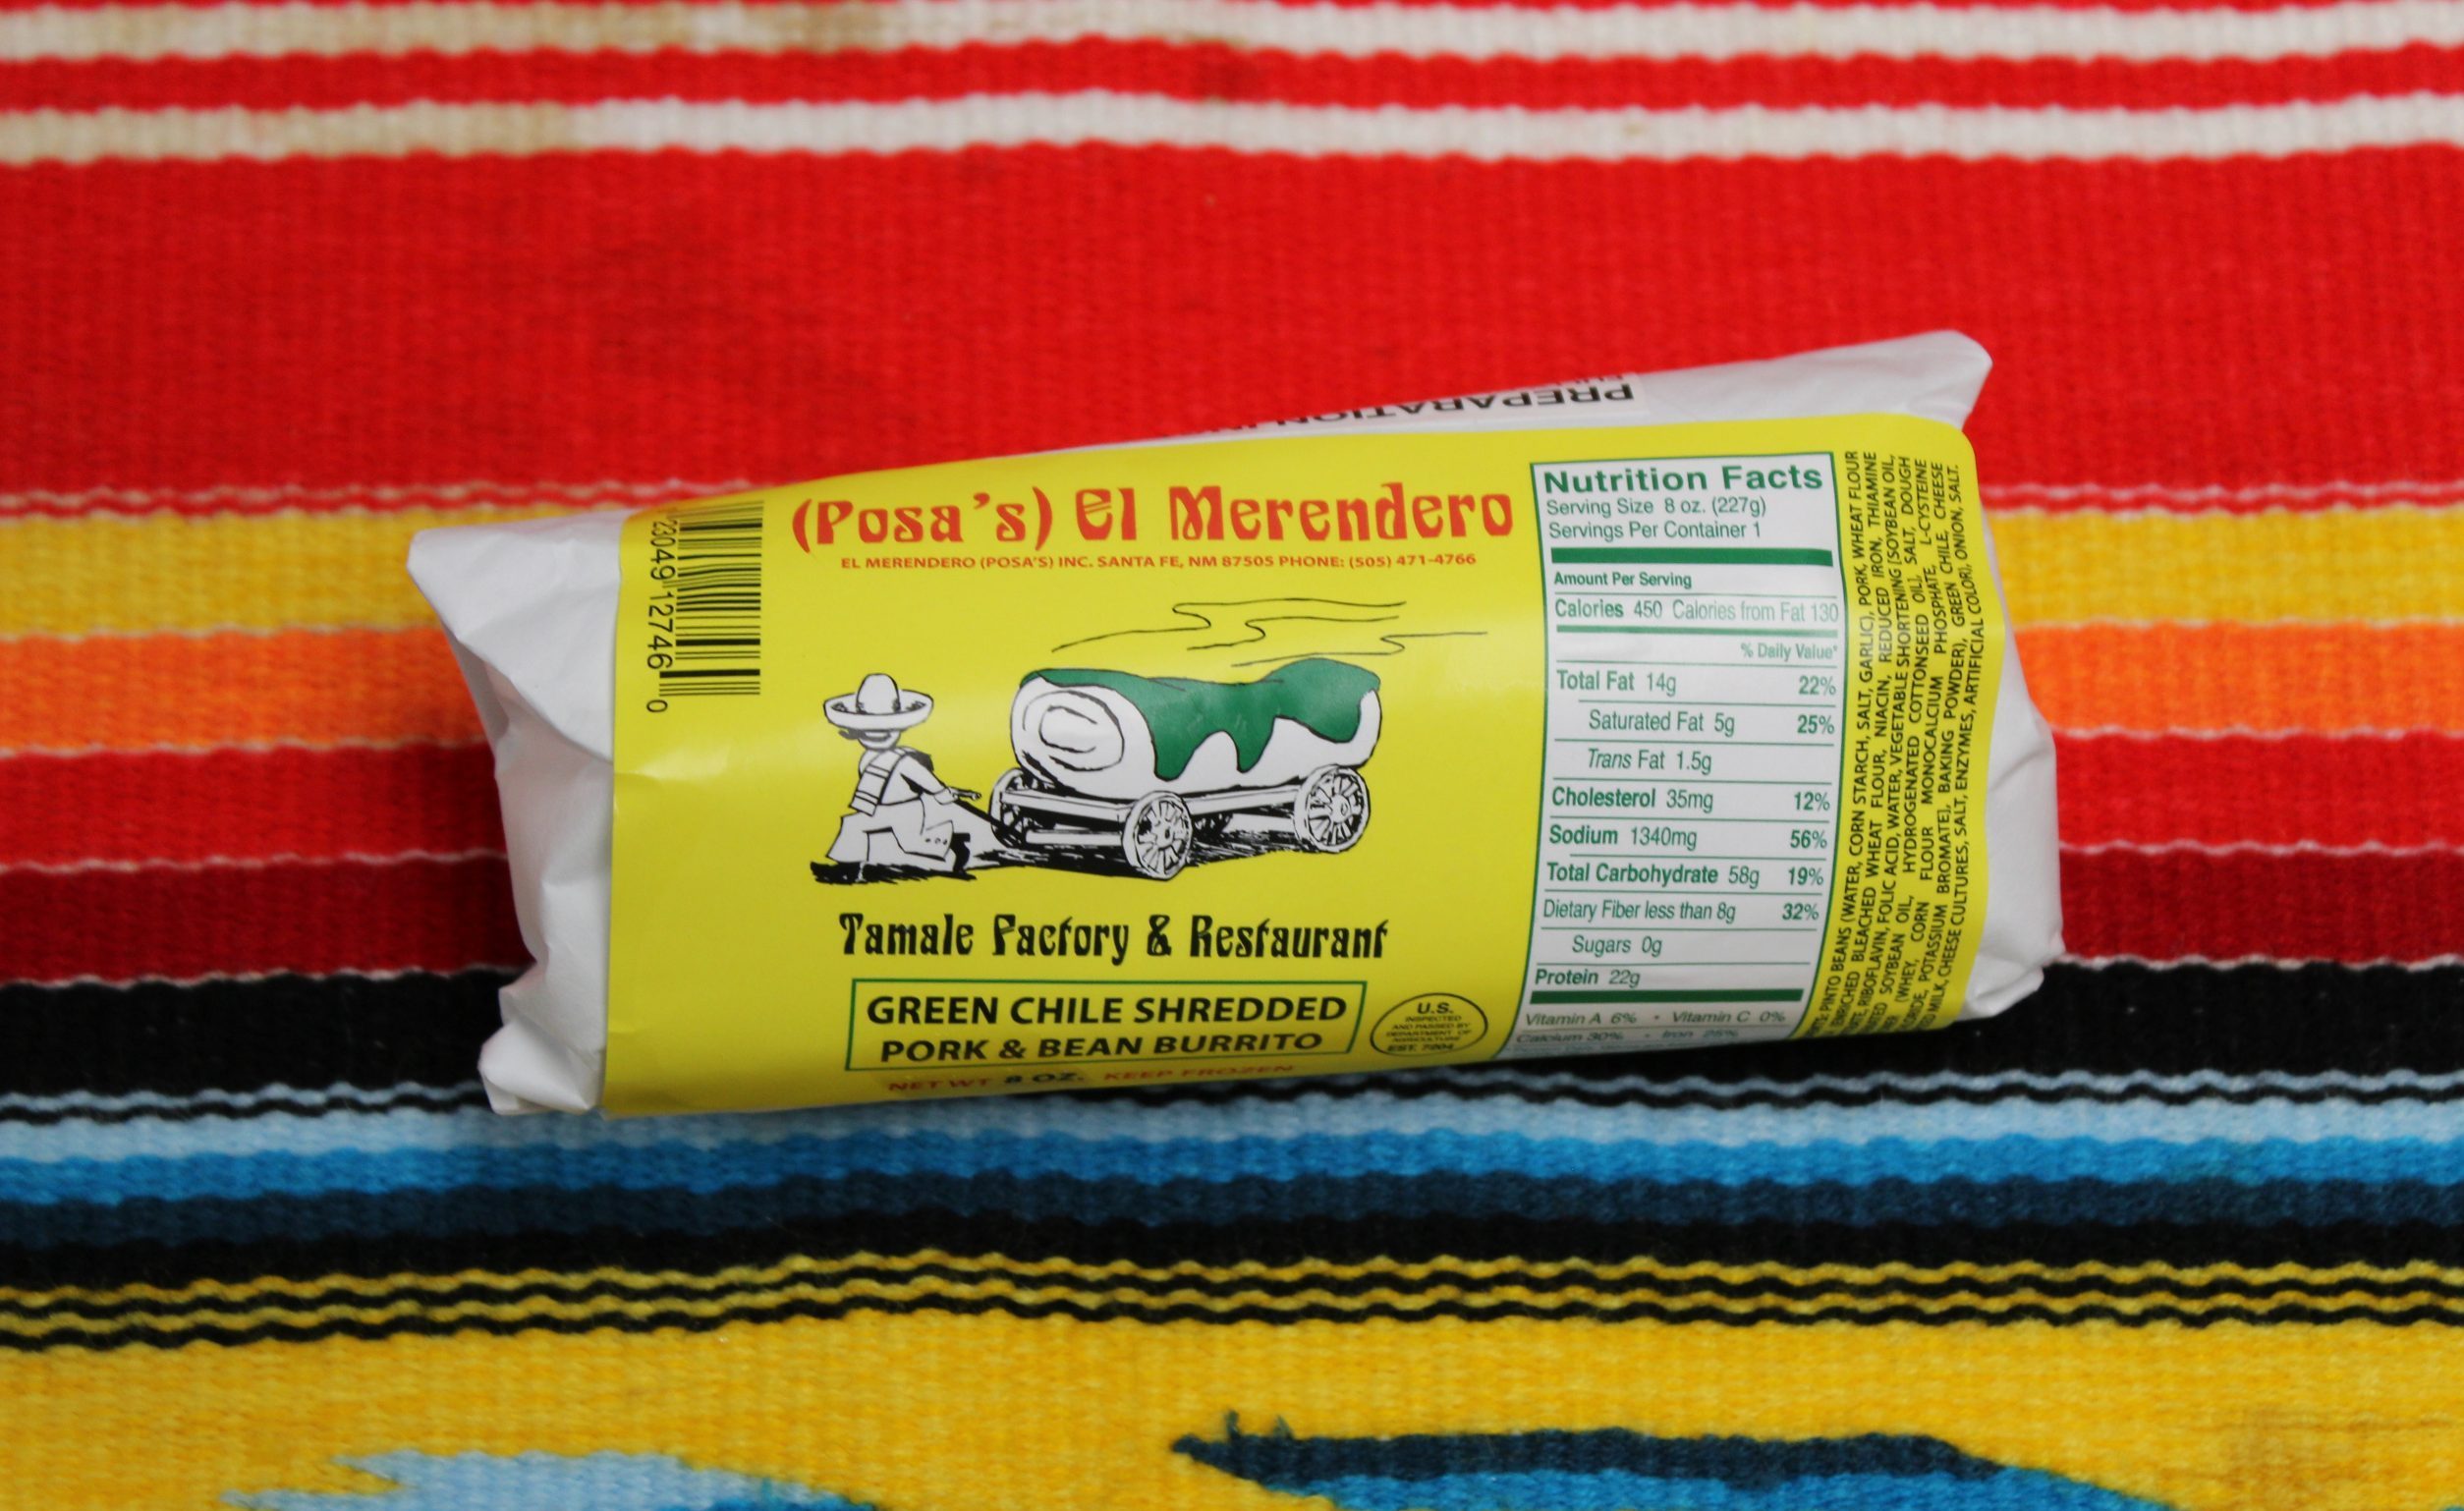 PREPARATION
(Posa's) El Merendero
EL MERENDERO (POSA'S) INC. SANTA FE, NM 87505 PHONE: (505) 471-4766
Tamale Factory & Restaurant
GREEN CHILE SHREDDED
PORK & BEAN BURRITO
NET WT 8 OZ. KEEP FROZEN
U.S.
INSPECTED
AND PASSED BY
DEPARTMENT OF
AGRICULTURE
EST. 7204
Nutrition Facts
Serving Size 8 oz. (227g)
Servings Per Container 1
Amount Per Serving
Calories 450 Calories from Fat 130
% Daily Value*
Total Fat 14g 22%
Saturated Fat 5g 25%
Trans Fat 1.5g
Cholesterol 35mg 12%
Sodium 1340mg 56%
Total Carbohydrate 58g 19%
Dietary Fiber less than 8g 32%
Sugars 0g
Protein 22g
Vitamin A 6% • Vitamin C 0%
Calcium 30% • Iron 25%
PINTO BEANS (WATER, CORN STARCH, SALT, GARLIC), PORK, WHEAT FLOUR
ENRICHED BLEACHED WHEAT FLOUR, NIACIN, REDUCED IRON, THIAMINE
RIBOFLAVIN, FOLIC ACID, WATER, VEGETABLE SHORTENING [SOYBEAN OIL,
SOYBEAN OIL, HYDROGENATED COTTONSEED OIL], SALT, DOUGH
(WHEY, CORN FLOUR MONOCALCIUM PHOSPHATE, L-CYSTEINE
POTASSIUM BROMATE], BAKING POWDER), GREEN CHILE, CHEESE
MILK, CHEESE CULTURES, SALT, ENZYMES, ARTIFICIAL COLOR), ONION, SALT.